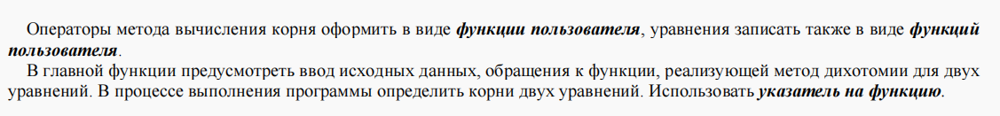 Операторы метода вычисления корня оформить в виде функции пользователя, уравнения записать также в виде функций
пользователя.
В главной функции предусмотреть ввод исходных данных, обращения к функции, реализующей метод дихотомии для двух
уравнений. В процессе выполнения программы определить корни двух уравнений. Использовать указатель на функцию.